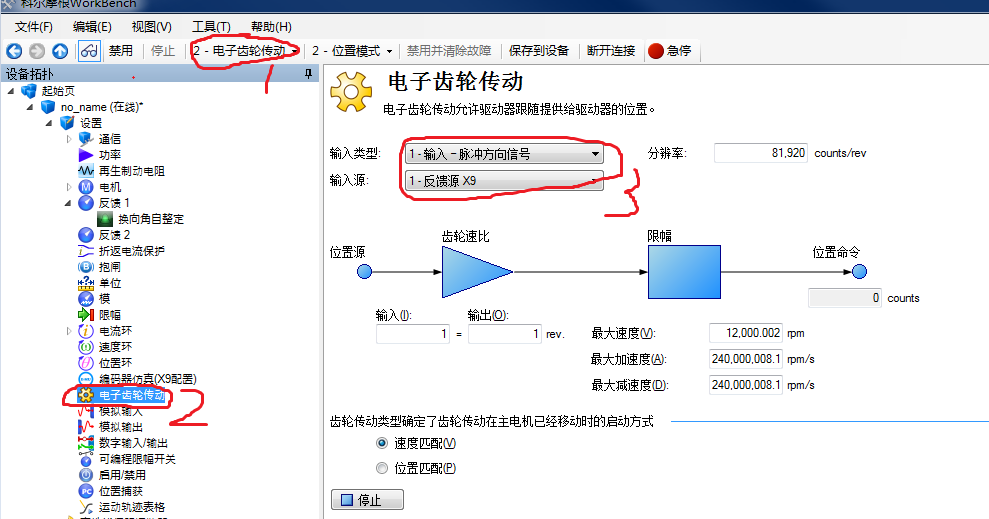 科尔摩根WorkBench
文件(F) 编辑(E) 视图(V) 工具(T) 帮助(H)
禁用 停止 2 - 电子齿轮传动 2 - 位置模式 禁用并清除故障 保存到设备 断开连接 急停
1
设备拓扑
起始页
no_name (在线)*
设置
通信
功率
再生制动电阻
电机
反馈 1
换向角自整定
反馈 2
折返电流保护
抱闸
单位
模
限幅
电流环
速度环
位置环
编码器仿真(X9配置)
电子齿轮传动
2
模拟输入
模拟输出
数字输入/输出
可编程限幅开关
启用/禁用
位置捕获
运动轨迹表格
电子齿轮传动
电子齿轮传动允许驱动器跟随提供给驱动器的位置。
输入类型: 1 - 输入 - 脉冲方向信号 分辨率: 81,920 counts/rev
输入源: 1 - 反馈源 X9
3
位置源 齿轮速比 限幅 位置命令
0 counts
输入(I): 输出(O):
1 = 1 rev.
最大速度(V): 12,000.002 rpm
最大加速度(A): 240,000,008.1 rpm/s
最大减速度(D): 240,000,008.1 rpm/s
齿轮传动类型确定了齿轮传动在主电机已经移动时的启动方式
速度匹配(V)
位置匹配(P)
停止